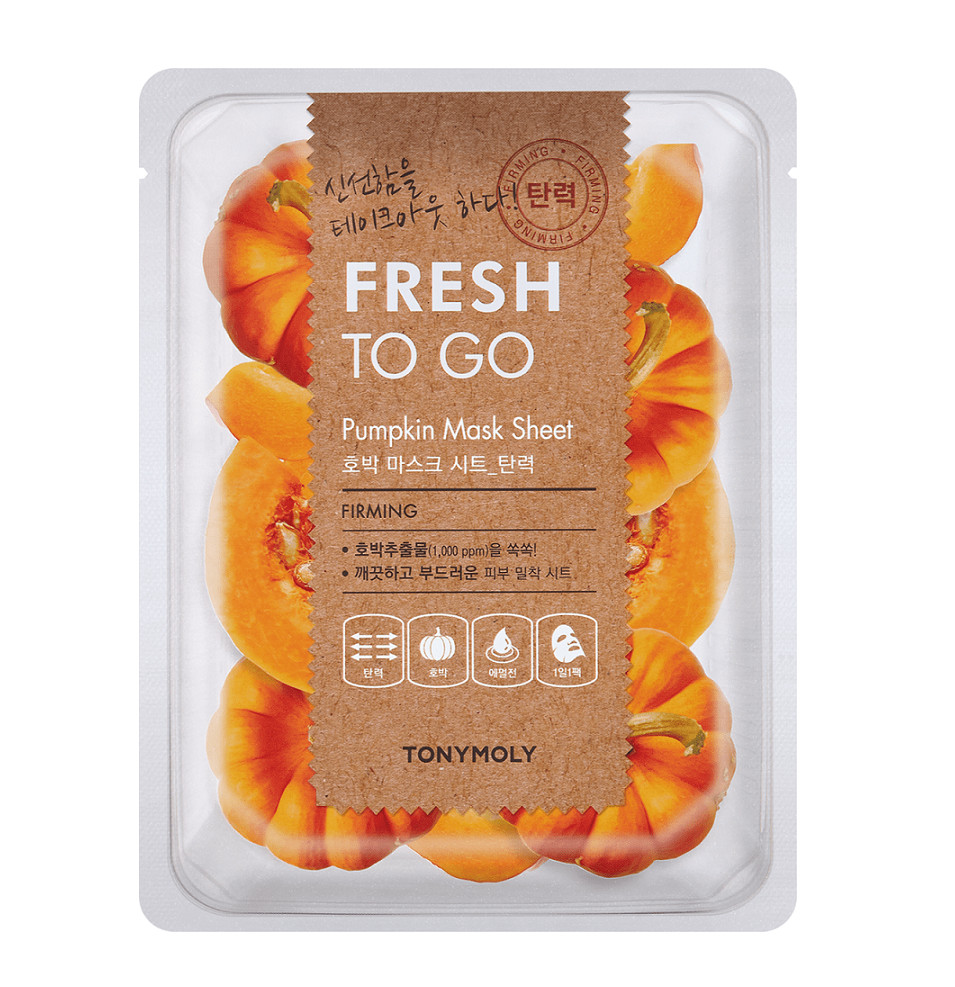 신선함을
테이크아웃 하다!
FIRMING • FIRMING • FIRMING •
탄력
FRESH
TO GO
Pumpkin Mask Sheet
호박 마스크 시트_탄력
FIRMING
• 호박추출물(1,000 ppm)을 쏙쏙!
• 깨끗하고 부드러운 피부 밀착 시트
탄력 호박 에멀전 1일1팩
TONYMOLY